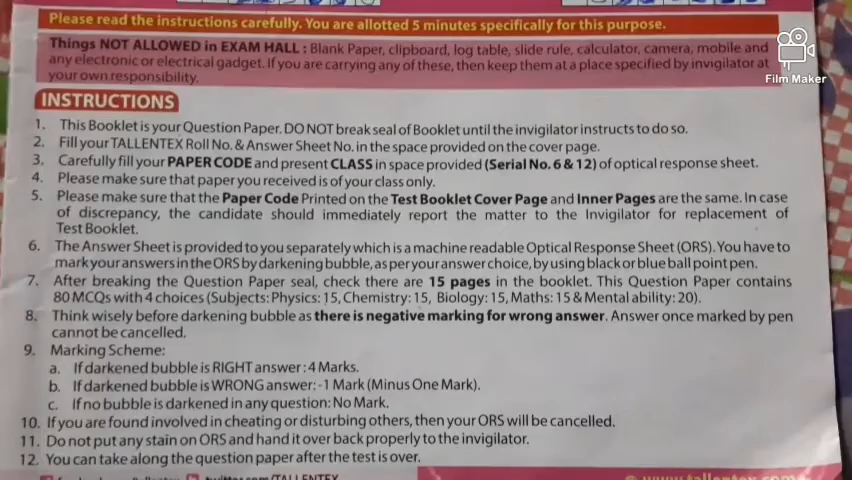 Please read the instructions carefully. You are allotted 5 minutes specifically for this purpose.
Things NOT ALLOWED in EXAM HALL : Blank Paper, clipboard, log table, slide rule, calculator, camera, mobile and
any electronic or electrical gadget. If you are carrying any of these, then keep them at a place specified by invigilator at
your own responsibility.
Film Maker
INSTRUCTIONS
1. This Booklet is your Question Paper. DO NOT break seal of Booklet until the invigilator instructs to do so.
2. Fill your TALLENTEX Roll No. & Answer Sheet No. in the space provided on the cover page.
3. Carefully fill your PAPER CODE and present CLASS in space provided (Serial No. 6 & 12) of optical response sheet.
4. Please make sure that paper you received is of your class only.
5. Please make sure that the Paper Code Printed on the Test Booklet Cover Page and Inner Pages are the same. In case
of discrepancy, the candidate should immediately report the matter to the Invigilator for replacement of
Test Booklet.
6. The Answer Sheet is provided to you separately which is a machine readable Optical Response Sheet (ORS). You have to
mark your answers in the ORS by darkening bubble, as per your answer choice, by using black or blue ball point pen.
7. After breaking the Question Paper seal, check there are 15 pages in the booklet. This Question Paper contains
80 MCQs with 4 choices (Subjects: Physics: 15, Chemistry: 15, Biology: 15, Maths: 15 & Mental ability: 20).
8. Think wisely before darkening bubble as there is negative marking for wrong answer. Answer once marked by pen
cannot be cancelled.
9. Marking Scheme:
a. If darkened bubble is RIGHT answer : 4 Marks.
b. If darkened bubble is WRONG answer: -1 Mark (Minus One Mark).
c. If no bubble is darkened in any question: No Mark.
10. If you are found involved in cheating or disturbing others, then your ORS will be cancelled.
11. Do not put any stain on ORS and hand it over back properly to the invigilator.
12. You can take along the question paper after the test is over.
twitter.com/TALLENTEX